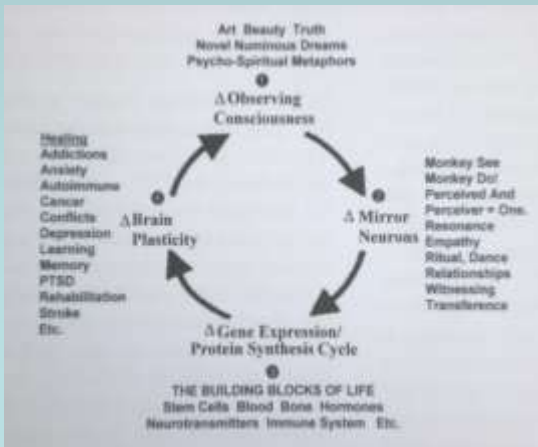 Art Beauty Truth
Novel Numinous Dreams
Psycho-Spiritual Metaphors
1
Δ Observing
Consciousness
Monkey See
Monkey Do!
Perceived And
Perceiver = One.
Resonance
Empathy
Ritual, Dance
Relationships
Witnessing
Transference
2
Δ Mirror
Neurons
Δ Gene Expression/
Protein Synthesis Cycle
3
THE BUILDING BLOCKS OF LIFE
Stem Cells Blood Bone Hormones
Neurotransmitters Immune System Etc.
4
Δ Brain
Plasticity
Healing
Addictions
Anxiety
Autoimmune
Cancer
Conflicts
Depression
Learning
Memory
PTSD
Rehabilitation
Stroke
Etc.